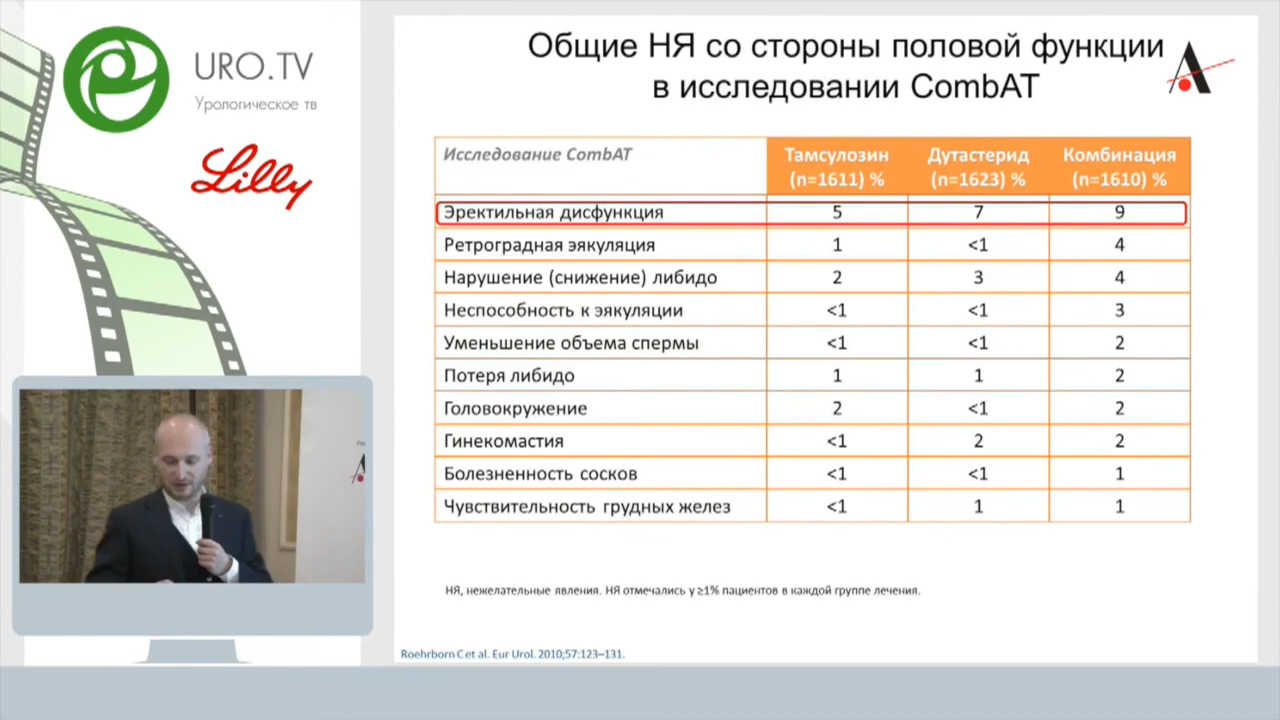 URO.TV
Урологическое тв
Lilly
Общие НЯ со стороны половой функции
в исследовании CombAT
Исследование CombAT
Тамсулозин (n=1611) %
Дутастерид (n=1623) %
Комбинация (n=1610) %
Эректильная дисфункция 5 7 9
Ретроградная эякуляция 1 <1 4
Нарушение (снижение) либидо 2 3 4
Неспособность к эякуляции <1 <1 3
Уменьшение объема спермы <1 <1 2
Потеря либидо 1 1 2
Головокружение 2 <1 2
Гинекомастия <1 2 2
Болезненность сосков <1 <1 1
Чувствительность грудных желез <1 1 1
НЯ, нежелательные явления. НЯ отмечались у ≥1% пациентов в каждой группе лечения.
Roehrborn C et al. Eur Urol. 2010;57:123–131.